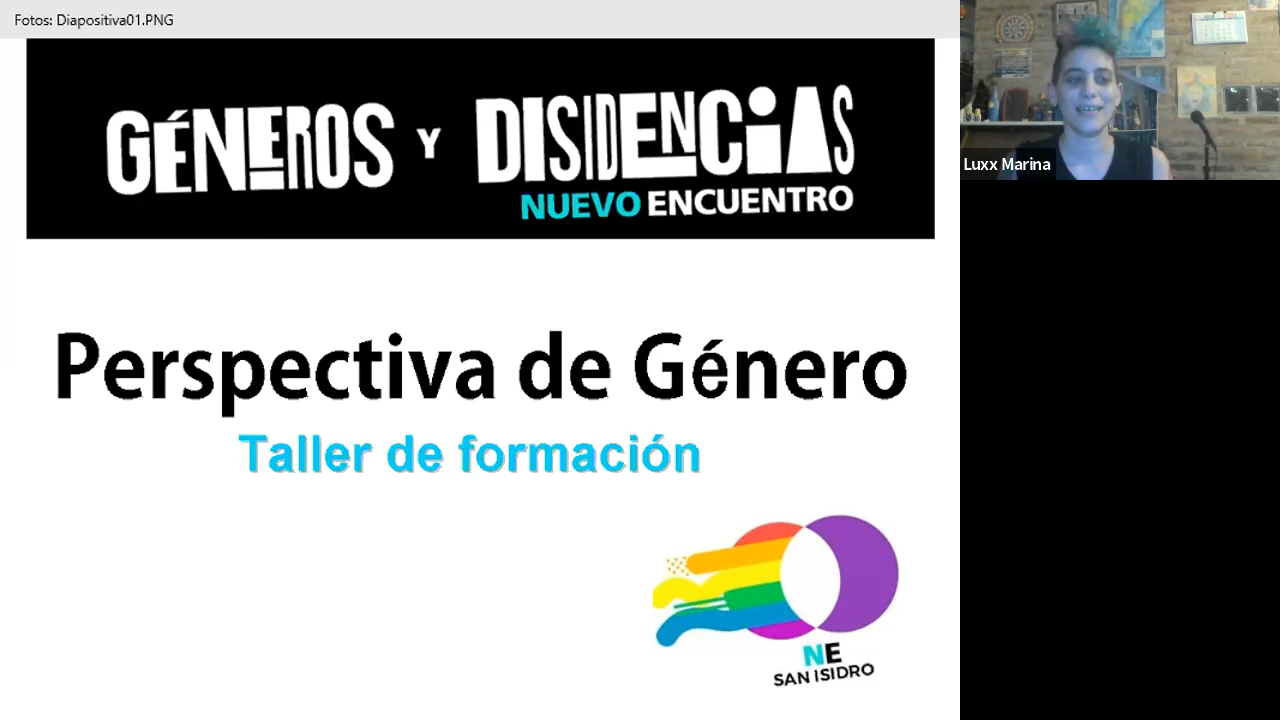 Fotos: Diapositiva01.PNG
GÉNEROS Y DISIDENCIAS
NUEVO ENCUENTRO
Luxx Marina
Perspectiva de Género
Taller de formación
NE
SAN ISIDRO